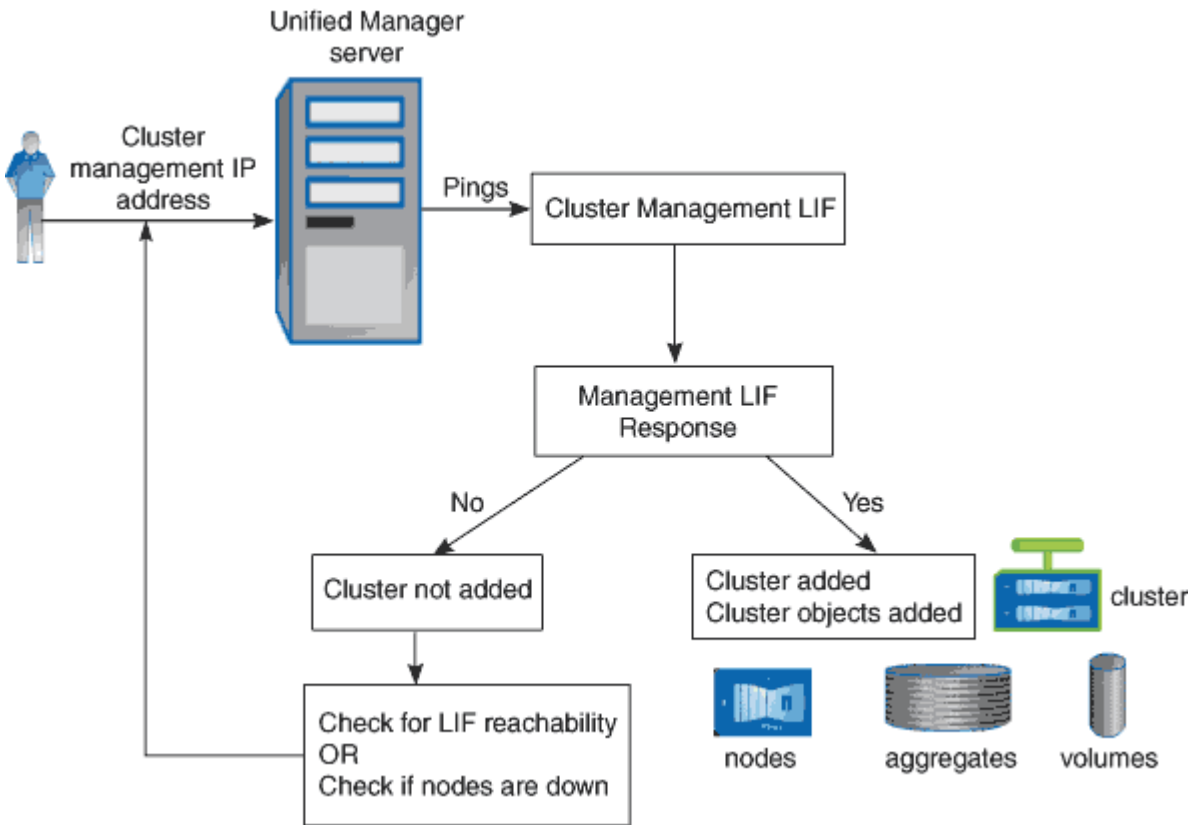 Unified Manager
server
Cluster
management IP
address
Pings
Cluster Management LIF
Management LIF
Response
No
Yes
Cluster not added
Cluster added
Cluster objects added
cluster
Check for LIF reachability
OR
Check if nodes are down
nodes
aggregates
volumes